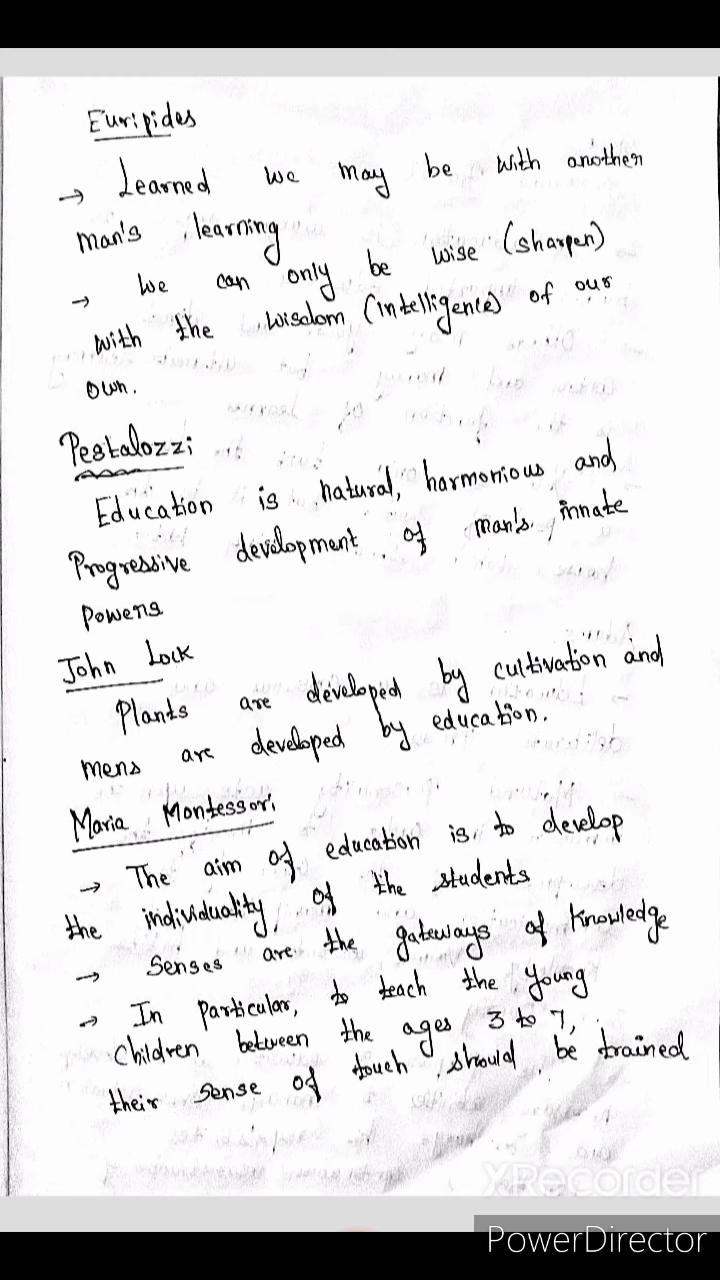 Euripides
→ Learned we may be with another
man's learning
→ we can only be wise (sharpen)
with the wisdom (intelligence) of our
own.
Pestalozzi
Education is natural, harmonious and
Progressive development of man's innate
powers
John Lock
Plants are developed by cultivation and
mens are developed by education.
Maria Montessori
→ The aim of education is to develop
the individuality of the students
→ Senses are the gateways of knowledge
→ In particular, to teach the young
children between the ages 3 to 7,
their sense of touch should be trained
XRecorder
PowerDirector